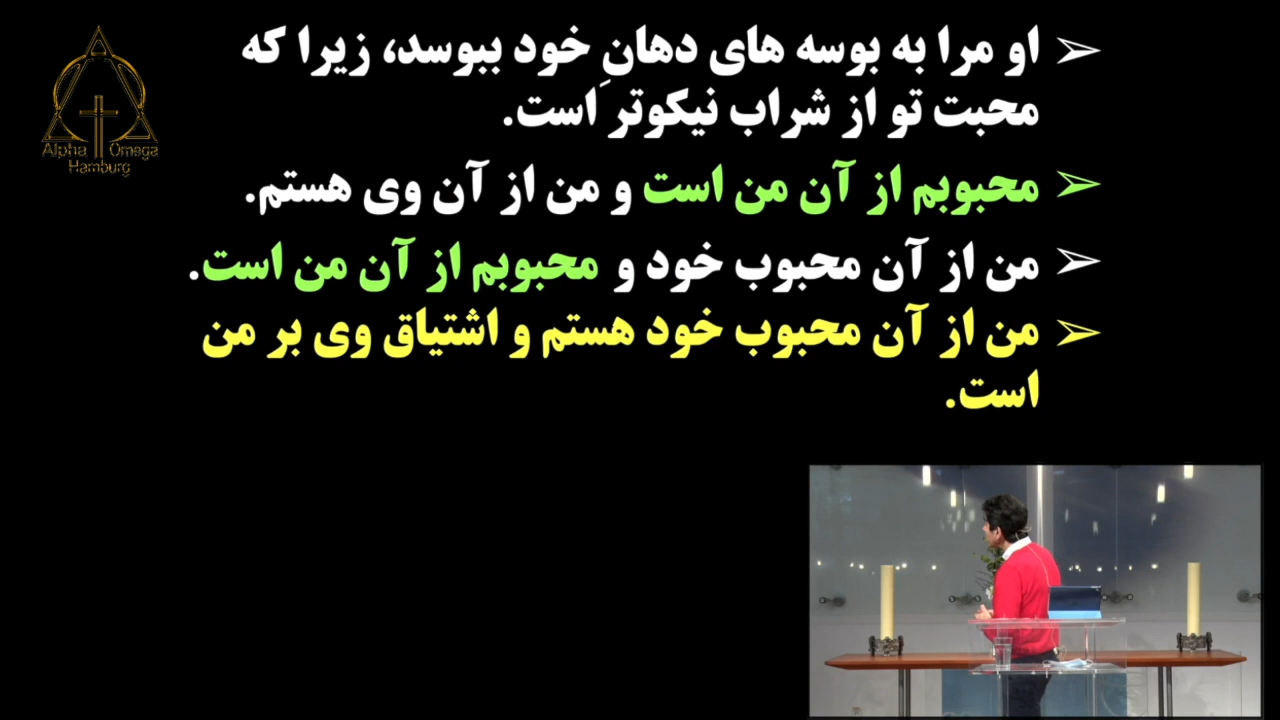 Alpha Omega
Hamburg
او مرا به بوسه های دهانِ خود ببوسد، زیرا که
محبت تو از شراب نیکوتر است.
محبوبم از آن من است و من از آن وی هستم.
من از آن محبوب خود و محبوبم از آن من است.
من از آن محبوب خود هستم و اشتیاق وی بر من
است.